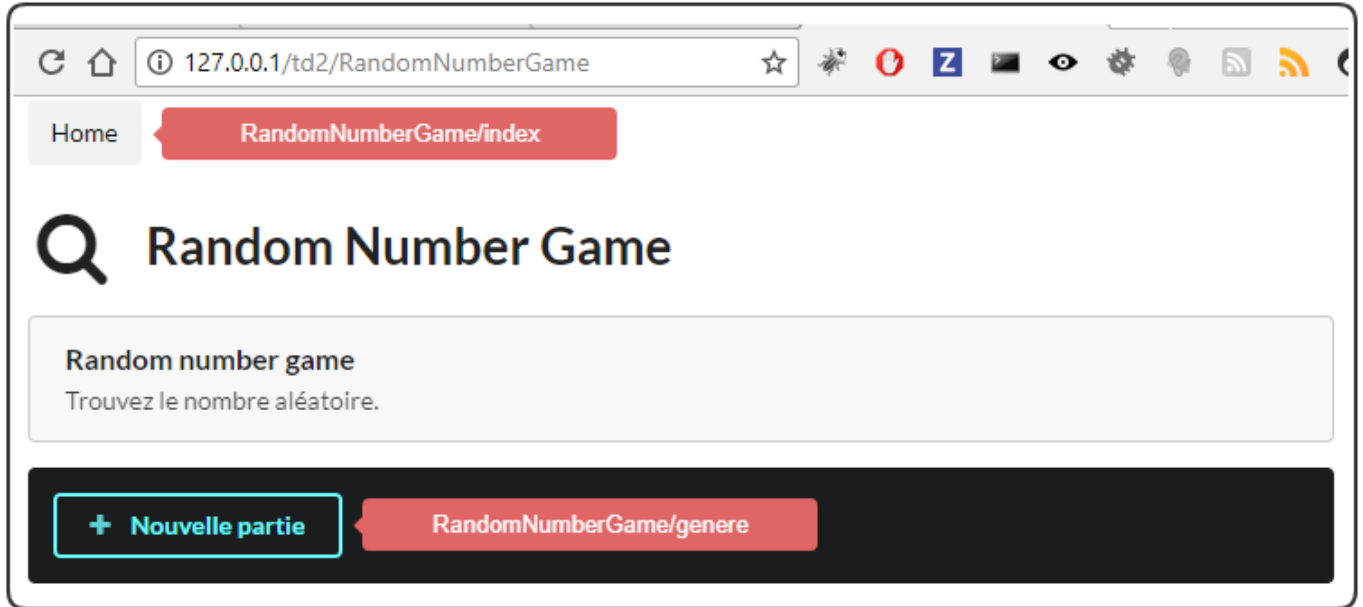 127.0.0.1/td2/RandomNumberGame
Z
Home
RandomNumberGame/index
Random Number Game
Random number game
Trouvez le nombre aléatoire.
+ Nouvelle partie
RandomNumberGame/genere